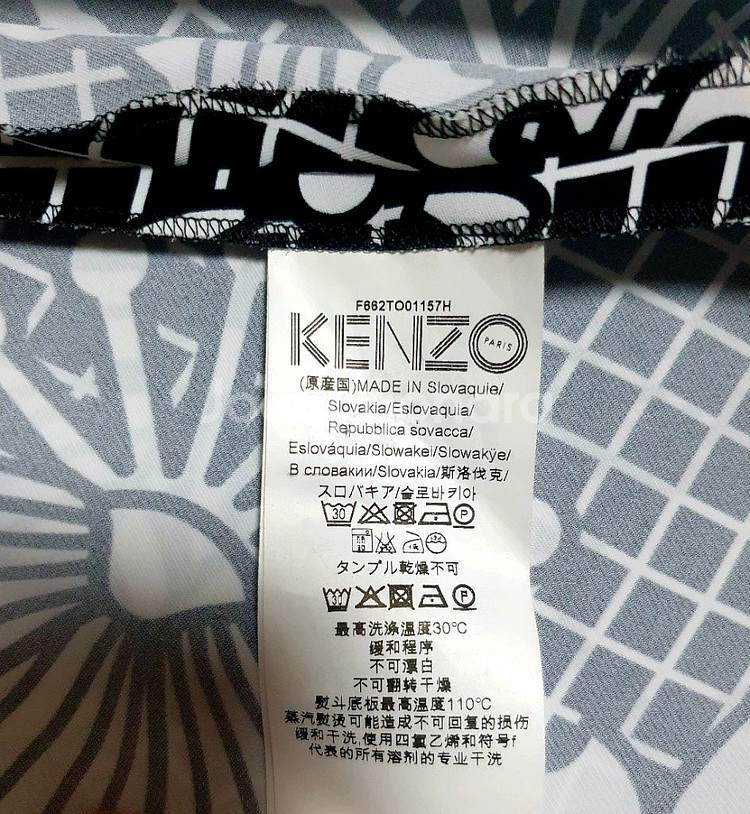 F662TO01157H
KENZO
PARIS
(原産国)MADE IN Slovaquie/
Slovakia/Eslovaquia/
Repubblica sovacca/
Eslováquia/Slowakei/Slowakÿe/
В словакии/Slovakia/斯洛伐克/
スロバキア/슬로바키아
30 P
タンブル乾燥不可
30 P
最高洗涤温度30℃
缓和程序
不可漂白
不可翻转干燥
熨斗底板最高温度110℃
蒸汽熨烫可能造成不可回复的损伤
缓和干洗,使用四氯乙烯和符号f
代表的所有溶剂的专业干洗